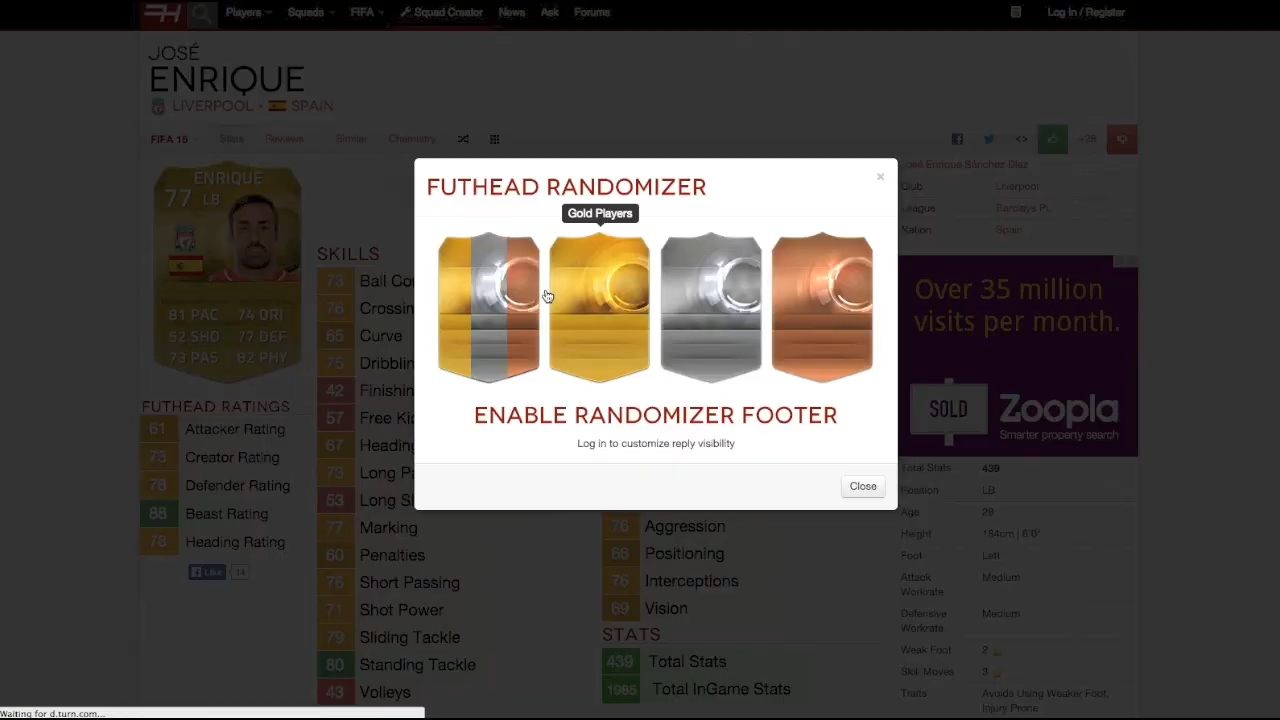 Players Squads FIFA Squad Creator News Ask Forums Log In / Register
JOSÉ
ENRIQUE
LIVERPOOL • SPAIN
FIFA 15 Stats Reviews Similar Chemistry <> +28
ENRIQUE
77 LB
81 PAC 74 DRI
52 SHO 77 DEF
73 PAS 82 PHY
FUTHEAD RATINGS
61 Attacker Rating
73 Creator Rating
78 Defender Rating
88 Beast Rating
78 Heading Rating
Like 14
SKILLS
73 Ball Co
76 Crossin
65 Curve
75 Dribblin
42 Finishin
57 Free Ki
67 Headin
73 Long Pa
53 Long S
77 Marking
60 Penalties
75 Short Passing
71 Shot Power
79 Sliding Tackle
80 Standing Tackle
43 Volleys
FUTHEAD RANDOMIZER ×
Gold Players
ENABLE RANDOMIZER FOOTER
Log in to customize reply visibility
Close
76 Aggression
68 Positioning
76 Interceptions
69 Vision
STATS
439 Total Stats
1985 Total InGame Stats
José Enrique Sánchez Díaz
Club Liverpool
League Barclays PL
Nation Spain
Over 35 million
visits per month.
SOLD Zoopla
Smarter property search
Total Stats 439
Position LB
Age 28
Height 184cm | 6'0"
Foot Left
Attack Medium
Workrate
Defensive Medium
Workrate
Weak Foot 2
Skill Moves 3
Traits Avoids Using Weaker Foot,
Injury Prone
Waiting for d.turn.com...